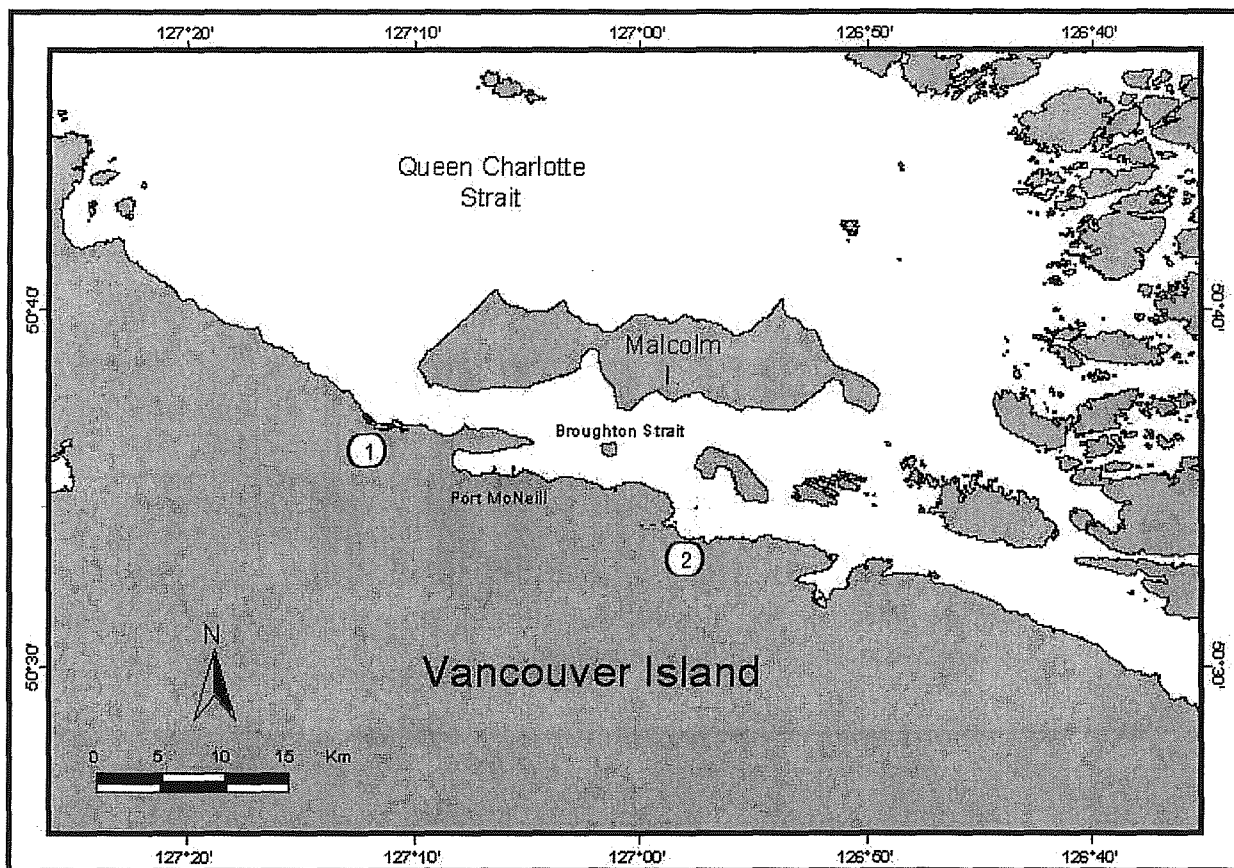 127°20' 127°10' 127°00' 126°50' 126°40'
Queen Charlotte
Strait
50°40' 50°40'
Malcolm
I.
Broughton Strait
1
Port McNeill
2
N
50°30' 50°30'
Vancouver Island
0 5 10 15 Km
127°20' 127°10' 127°00' 126°50' 126°40'